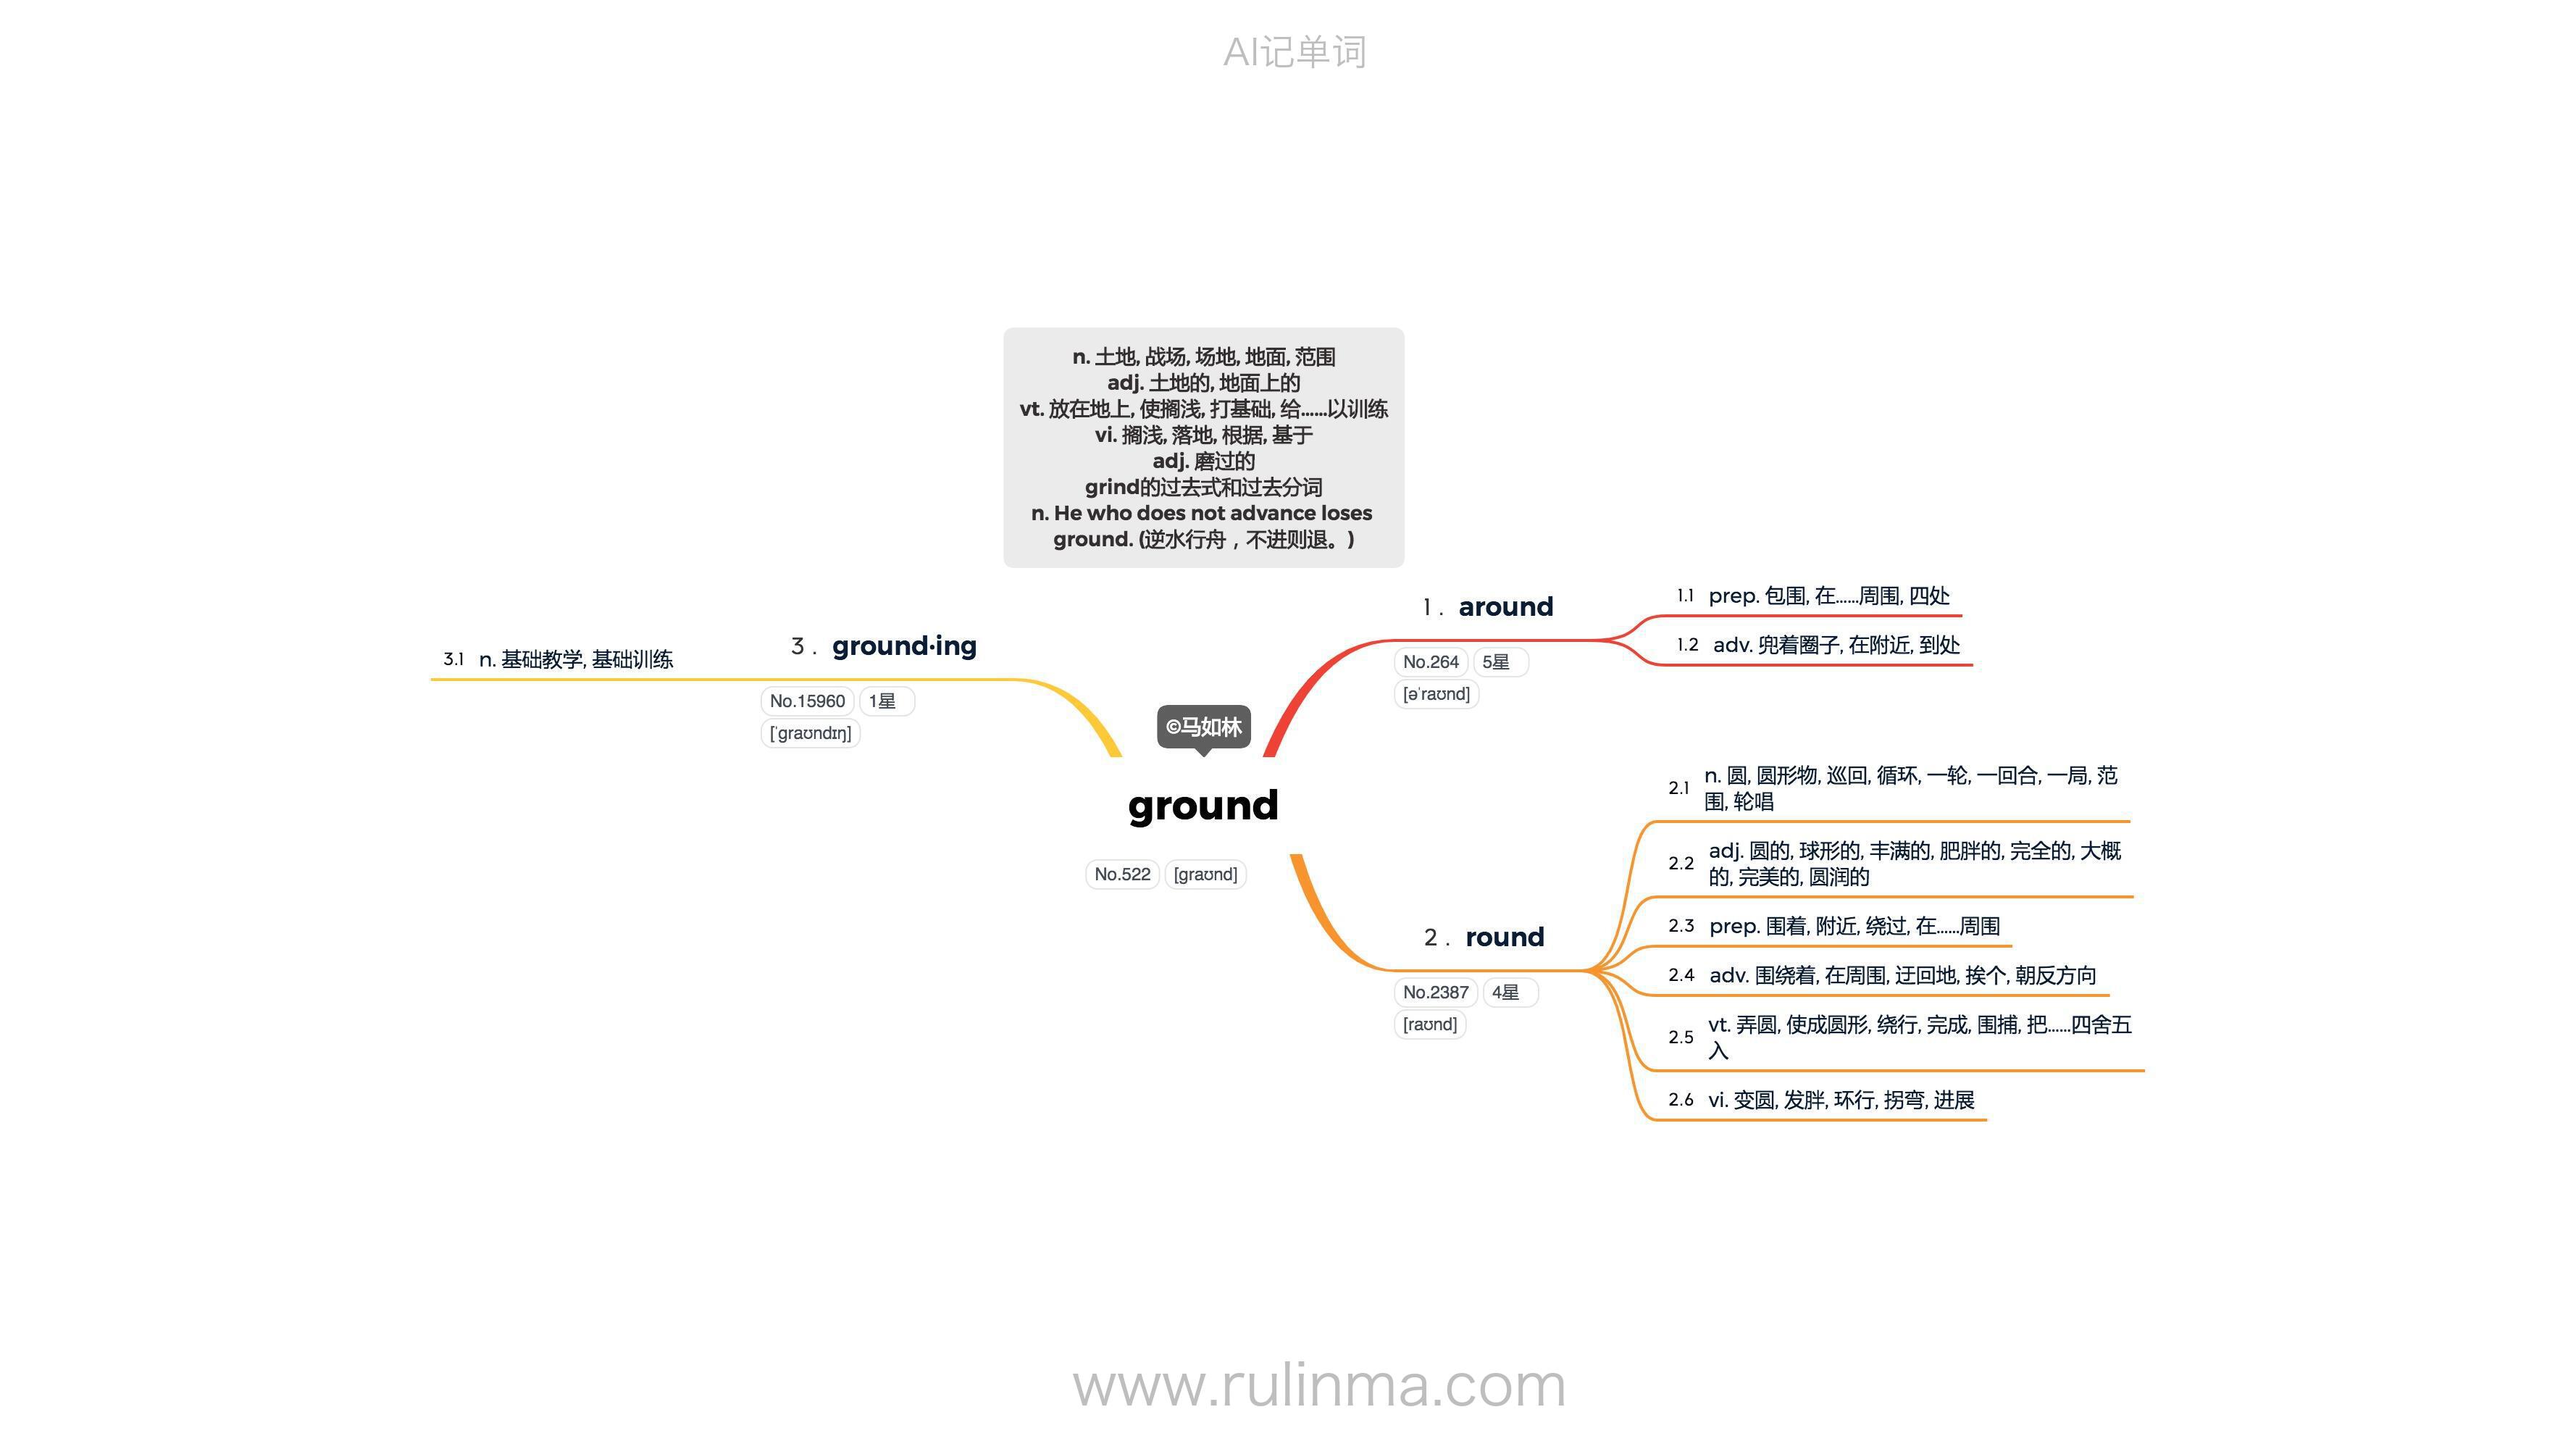 AI记单词
n. 土地, 战场, 场地, 地面, 范围
adj. 土地的, 地面上的
vt. 放在地上, 使搁浅, 打基础, 给……以训练
vi. 搁浅, 落地, 根据, 基于
adj. 磨过的
grind的过去式和过去分词
n. He who does not advance loses
ground. (逆水行舟，不进则退。)
©马如林
ground
No.522 [graʊnd]
1. around
No.264 5星
[əˈraʊnd]
1.1 prep. 包围, 在……周围, 四处
1.2 adv. 兜着圈子, 在附近, 到处
2. round
No.2387 4星
[raʊnd]
2.1 n. 圆, 圆形物, 巡回, 循环, 一轮, 一回合, 一局, 范
围, 轮唱
2.2 adj. 圆的, 球形的, 丰满的, 肥胖的, 完全的, 大概
的, 完美的, 圆润的
2.3 prep. 围着, 附近, 绕过, 在……周围
2.4 adv. 围绕着, 在周围, 迂回地, 挨个, 朝反方向
2.5 vt. 弄圆, 使成圆形, 绕行, 完成, 围捕, 把……四舍五
入
2.6 vi. 变圆, 发胖, 环行, 拐弯, 进展
3. ground·ing
No.15960 1星
[ˈgraʊndɪŋ]
3.1 n. 基础教学, 基础训练
www.rulinma.com